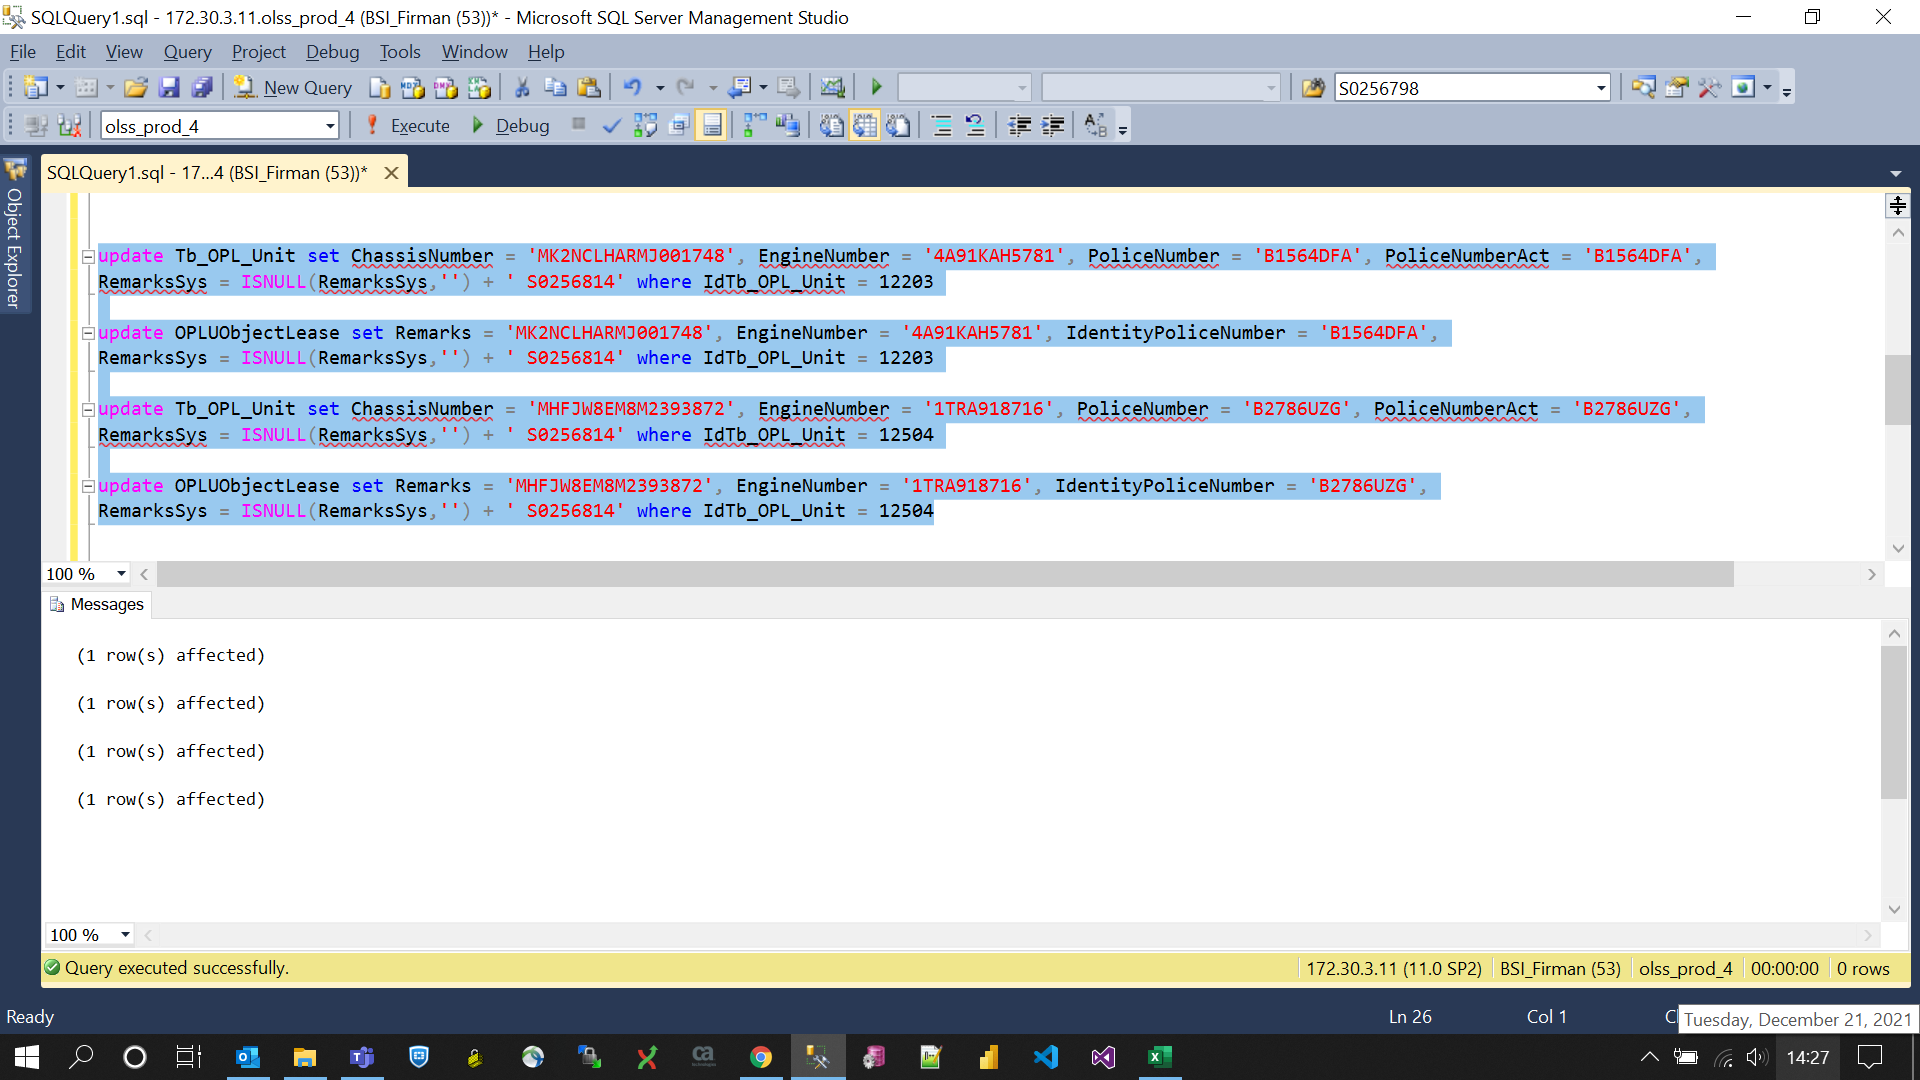 SQLQuery1.sql - 172.30.3.11.olss_prod_4 (BSI_Firman (53))* - Microsoft SQL Server Management Studio
File Edit View Query Project Debug Tools Window Help
New Query S0256798
olss_prod_4 Execute Debug
SQLQuery1.sql - 17...4 (BSI_Firman (53))*
Object Explorer
update Tb_OPL_Unit set ChassisNumber = 'MK2NCLHARMJ001748', EngineNumber = '4A91KAH5781', PoliceNumber = 'B1564DFA', PoliceNumberAct = 'B1564DFA',
RemarksSys = ISNULL(RemarksSys,'') + ' S0256814' where IdTb_OPL_Unit = 12203
update OPLUObjectLease set Remarks = 'MK2NCLHARMJ001748', EngineNumber = '4A91KAH5781', IdentityPoliceNumber = 'B1564DFA',
RemarksSys = ISNULL(RemarksSys,'') + ' S0256814' where IdTb_OPL_Unit = 12203
update Tb_OPL_Unit set ChassisNumber = 'MHFJW8EM8M2393872', EngineNumber = '1TRA918716', PoliceNumber = 'B2786UZG', PoliceNumberAct = 'B2786UZG',
RemarksSys = ISNULL(RemarksSys,'') + ' S0256814' where IdTb_OPL_Unit = 12504
update OPLUObjectLease set Remarks = 'MHFJW8EM8M2393872', EngineNumber = '1TRA918716', IdentityPoliceNumber = 'B2786UZG',
RemarksSys = ISNULL(RemarksSys,'') + ' S0256814' where IdTb_OPL_Unit = 12504
100 %
Messages
(1 row(s) affected)
(1 row(s) affected)
(1 row(s) affected)
(1 row(s) affected)
100 %
Query executed successfully. 172.30.3.11 (11.0 SP2) BSI_Firman (53) olss_prod_4 00:00:00 0 rows
Ready Ln 26 Col 1 Tuesday, December 21, 2021
14:27